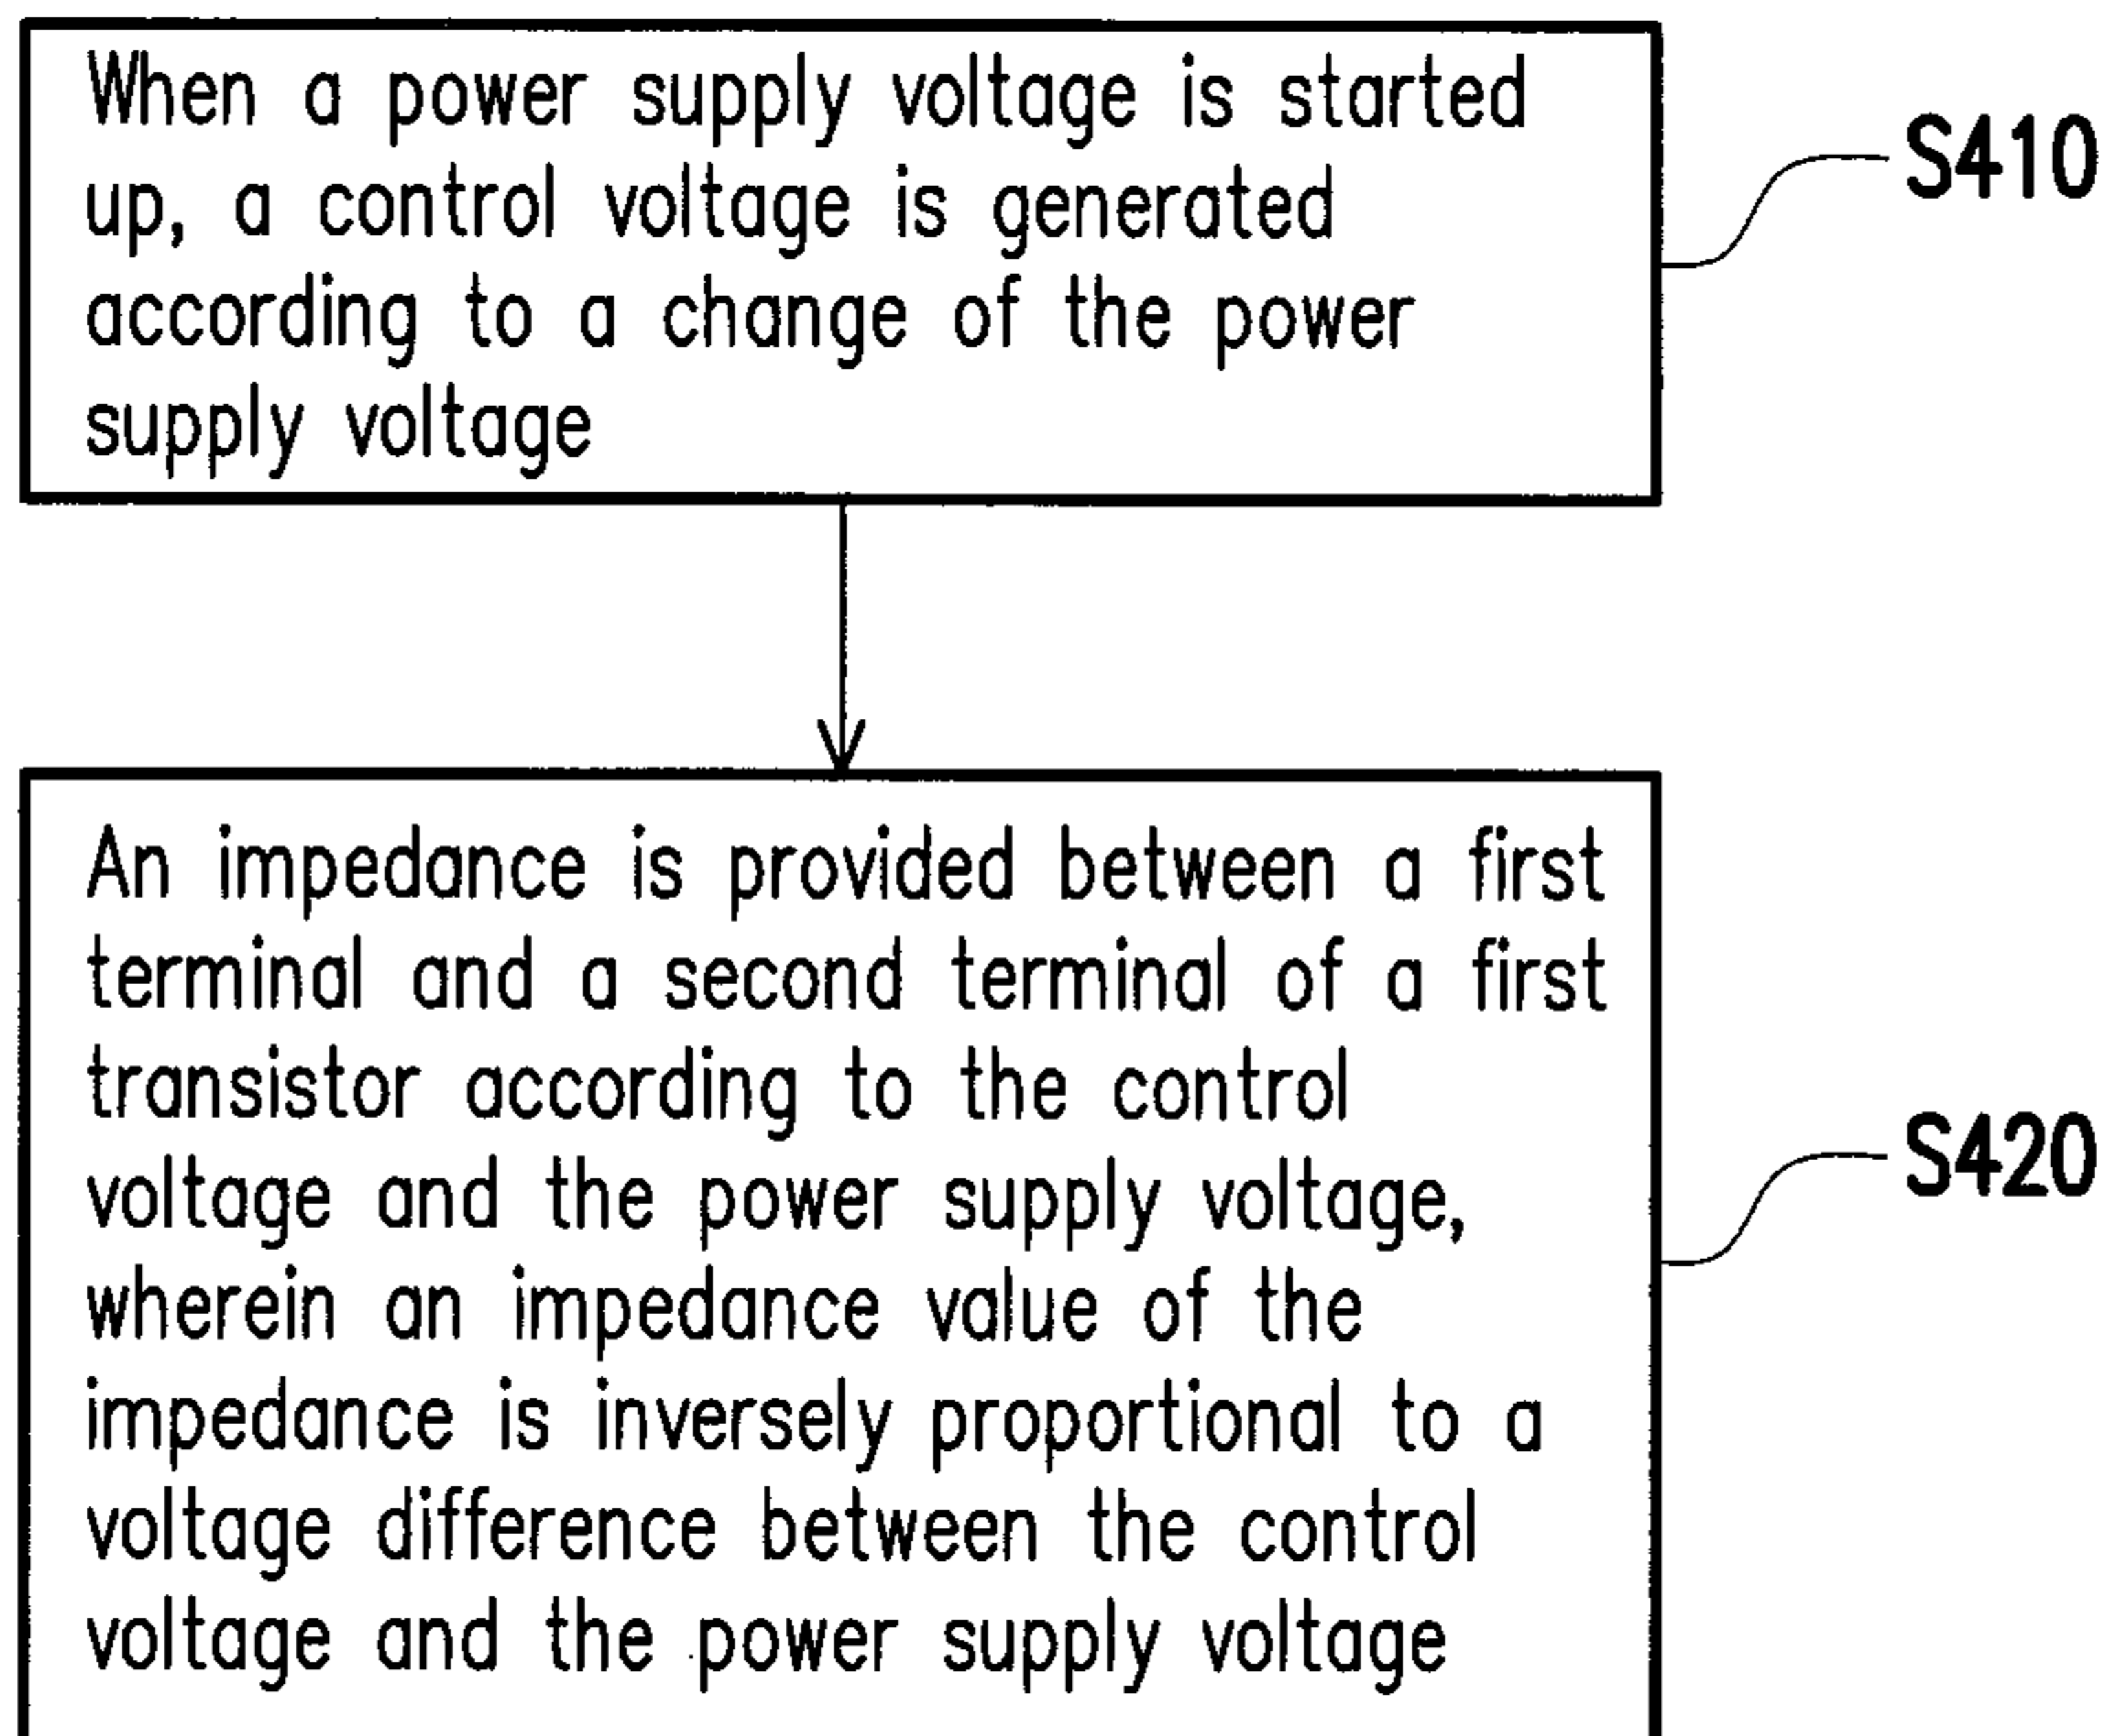 When a power supply voltage is started
up, a control voltage is generated
according to a change of the power
supply voltage
S410
An impedance is provided between a first
terminal and a second terminal of a first
transistor according to the control
voltage and the power supply voltage,
wherein an impedance value of the
impedance is inversely proportional to a
voltage difference between the control
voltage and the power supply voltage
S420